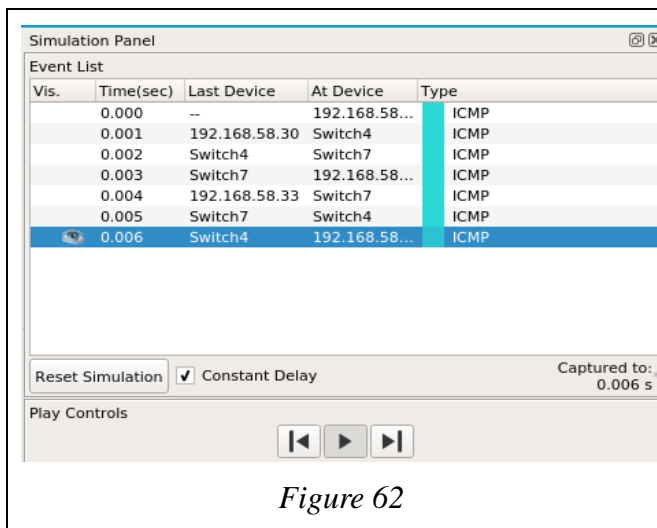 Simulation Panel
Event List
Vis. Time(sec) Last Device At Device Type
0.000 -- 192.168.58... ICMP
0.001 192.168.58.30 Switch4 ICMP
0.002 Switch4 Switch7 ICMP
0.003 Switch7 192.168.58... ICMP
0.004 192.168.58.33 Switch7 ICMP
0.005 Switch7 Switch4 ICMP
0.006 Switch4 192.168.58... ICMP
Reset Simulation Constant Delay Captured to:
0.006 s
Play Controls
Figure 62